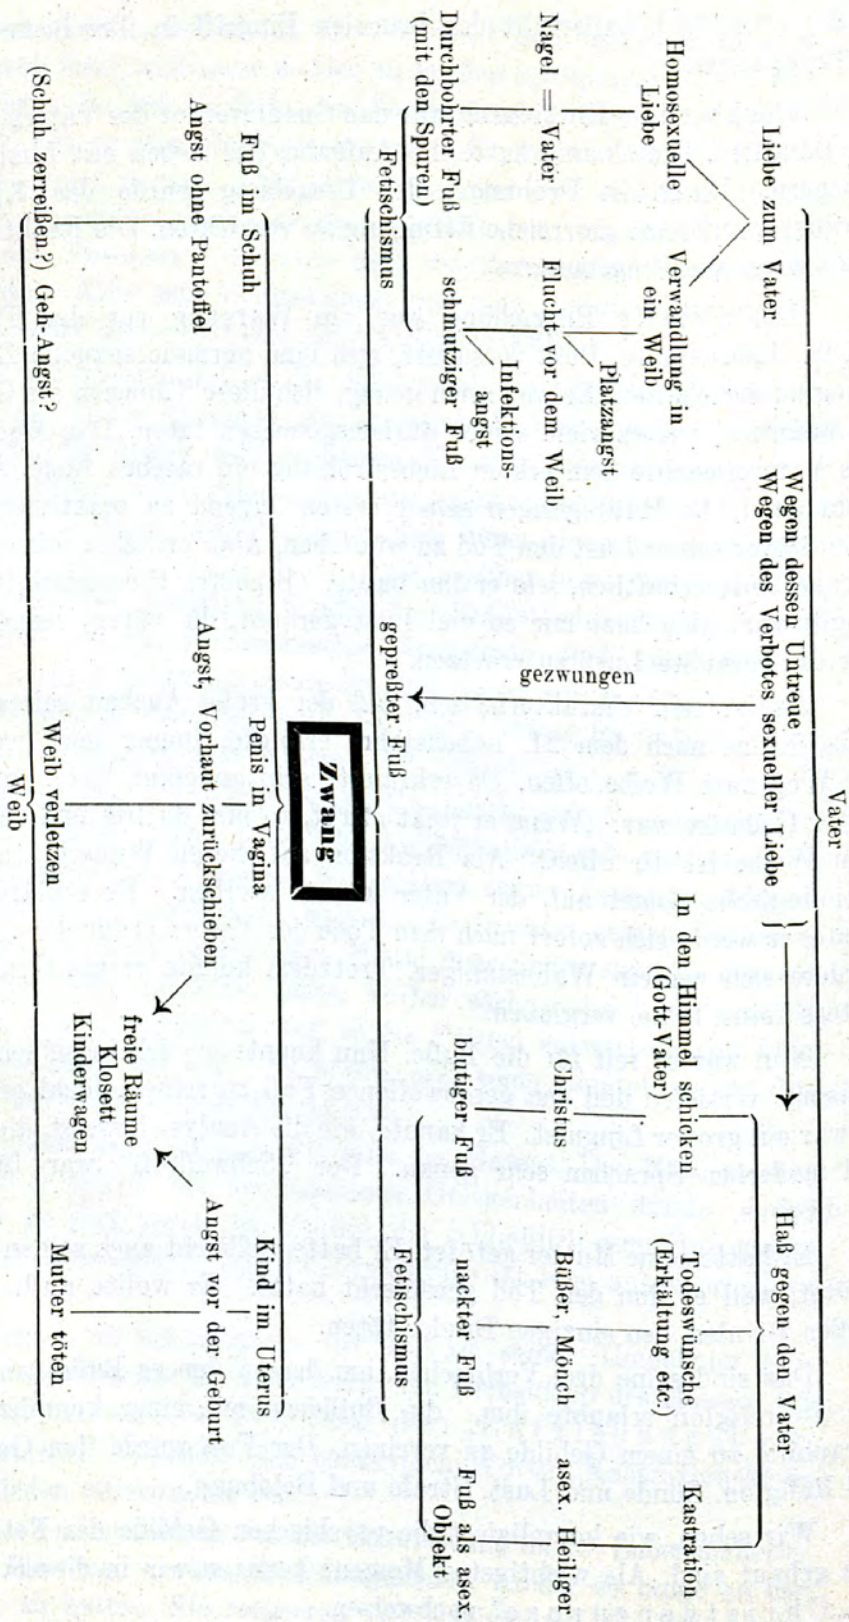 Vater
Liebe zum Vater
Wegen dessen Untreue
Wegen des Verbotes sexueller Liebe
Haß gegen den Vater
Homosexuelle
Liebe
Verwandlung in
ein Weib
In den Himmel schicken
(Gott-Vater)
Todeswünsche
(Erkältung etc.)
Kastration
Platzangst
Nagel = Vater
Flucht vor dem Weib
gezwungen
Christus
Büßer, Mönch
asex Heiliger
Infektions-
angst
Durchbohrter Fuß
(mit den Spuren)
schmutziger Fuß
blutiger Fuß
nackter Fuß
Fuß als asex
Objekt
Fetischismus
gepreßter Fuß
Fetischismus
Zwang
Fuß im Schuh
Penis in Vagina
Kind im Uterus
Angst ohne Pantoffel
Angst, Vorhaut zurückschieben
Angst vor der Geburt
freie Räume
Klosett
Kinderwagen
(Schuh zerreißen?) Geh-Angst?
Weib verletzen
Mutter töten
Weib